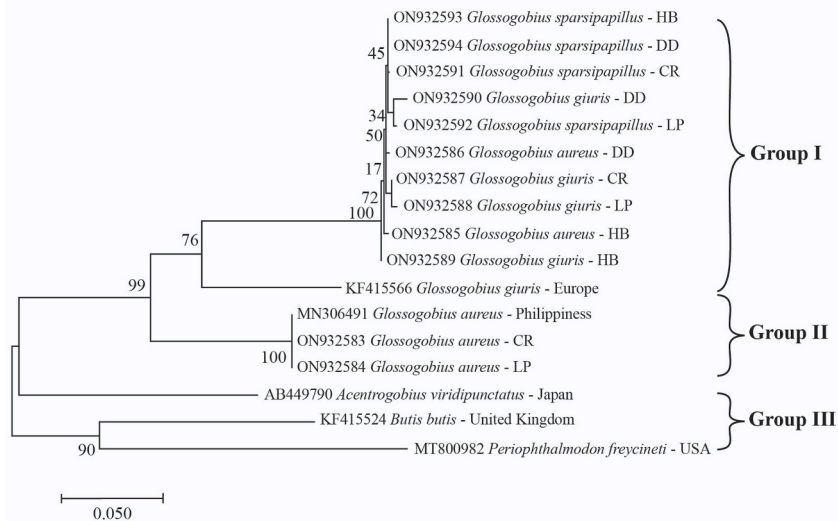 ON932593 Glossogobius sparsipapillus - HB
ON932594 Glossogobius sparsipapillus - DD
45
ON932591 Glossogobius sparsipapillus - CR
ON932590 Glossogobius giuris - DD
34
ON932592 Glossogobius sparsipapillus - LP
50
ON932586 Glossogobius aureus - DD
Group I
17
ON932587 Glossogobius giuris - CR
72
ON932588 Glossogobius giuris - LP
100
ON932585 Glossogobius aureus - HB
76
ON932589 Glossogobius giuris - HB
99
KF415566 Glossogobius giuris - Europe
MN306491 Glossogobius aureus - Philippiness
ON932583 Glossogobius aureus - CR
Group II
100
ON932584 Glossogobius aureus - LP
AB449790 Acentrogobius viridipunctatus - Japan
KF415524 Butis butis - United Kingdom
Group III
90
MT800982 Periophthalmodon freycineti - USA
0,050